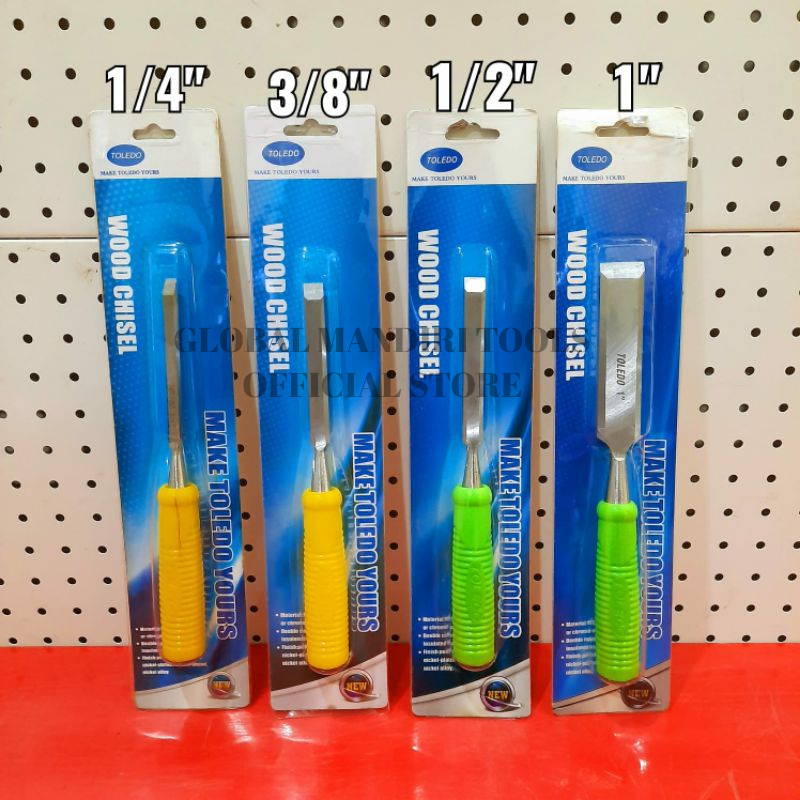 1/4"
3/8"
1/2"
1"
TOLEDO
MAKE TOLEDO YOURS
WOOD CHISEL
MAKE TOLEDO YOURS
NEW
TOLEDO
MAKE TOLEDO YOURS
WOOD CHISEL
MAKE TOLEDO YOURS
NEW
TOLEDO
MAKE TOLEDO YOURS
WOOD CHISEL
MAKE TOLEDO YOURS
NEW
TOLEDO
MAKE TOLEDO YOURS
WOOD CHISEL
TOLEDO 1"
MAKE TOLEDO YOURS
NEW
GLOBAL MANDIRI TOOLS
OFFICIAL STORE